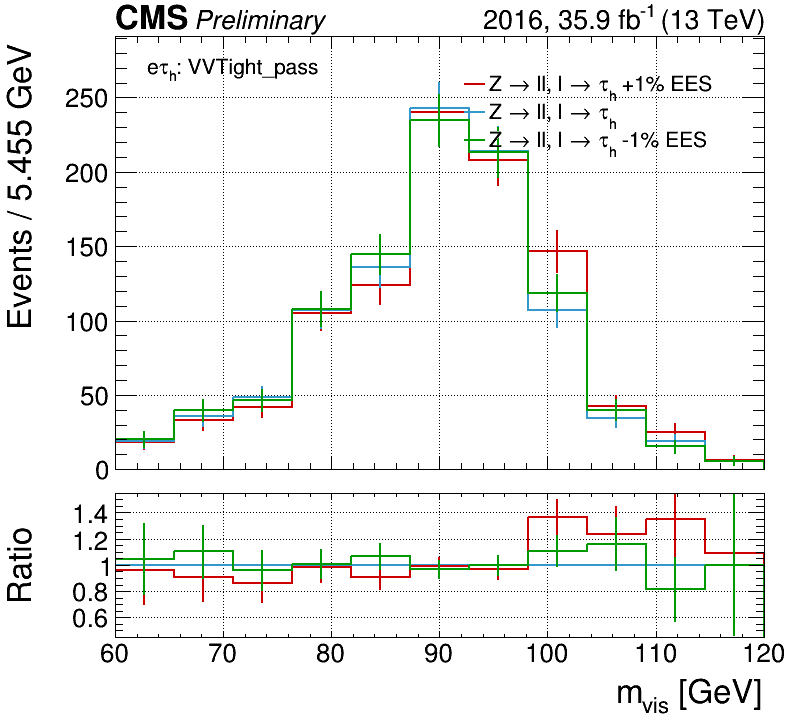 CMS Preliminary 2016, 35.9 fb⁻¹ (13 TeV)
eτh: VVTight_pass
Z → ll, l → τh +1% EES
Z → ll, l → τh
Z → ll, l → τh -1% EES
Events / 5.455 GeV
250
200
150
100
50
0
Ratio
1.4
1.2
1
0.8
0.6
60 70 80 90 100 110 120
mvis [GeV]